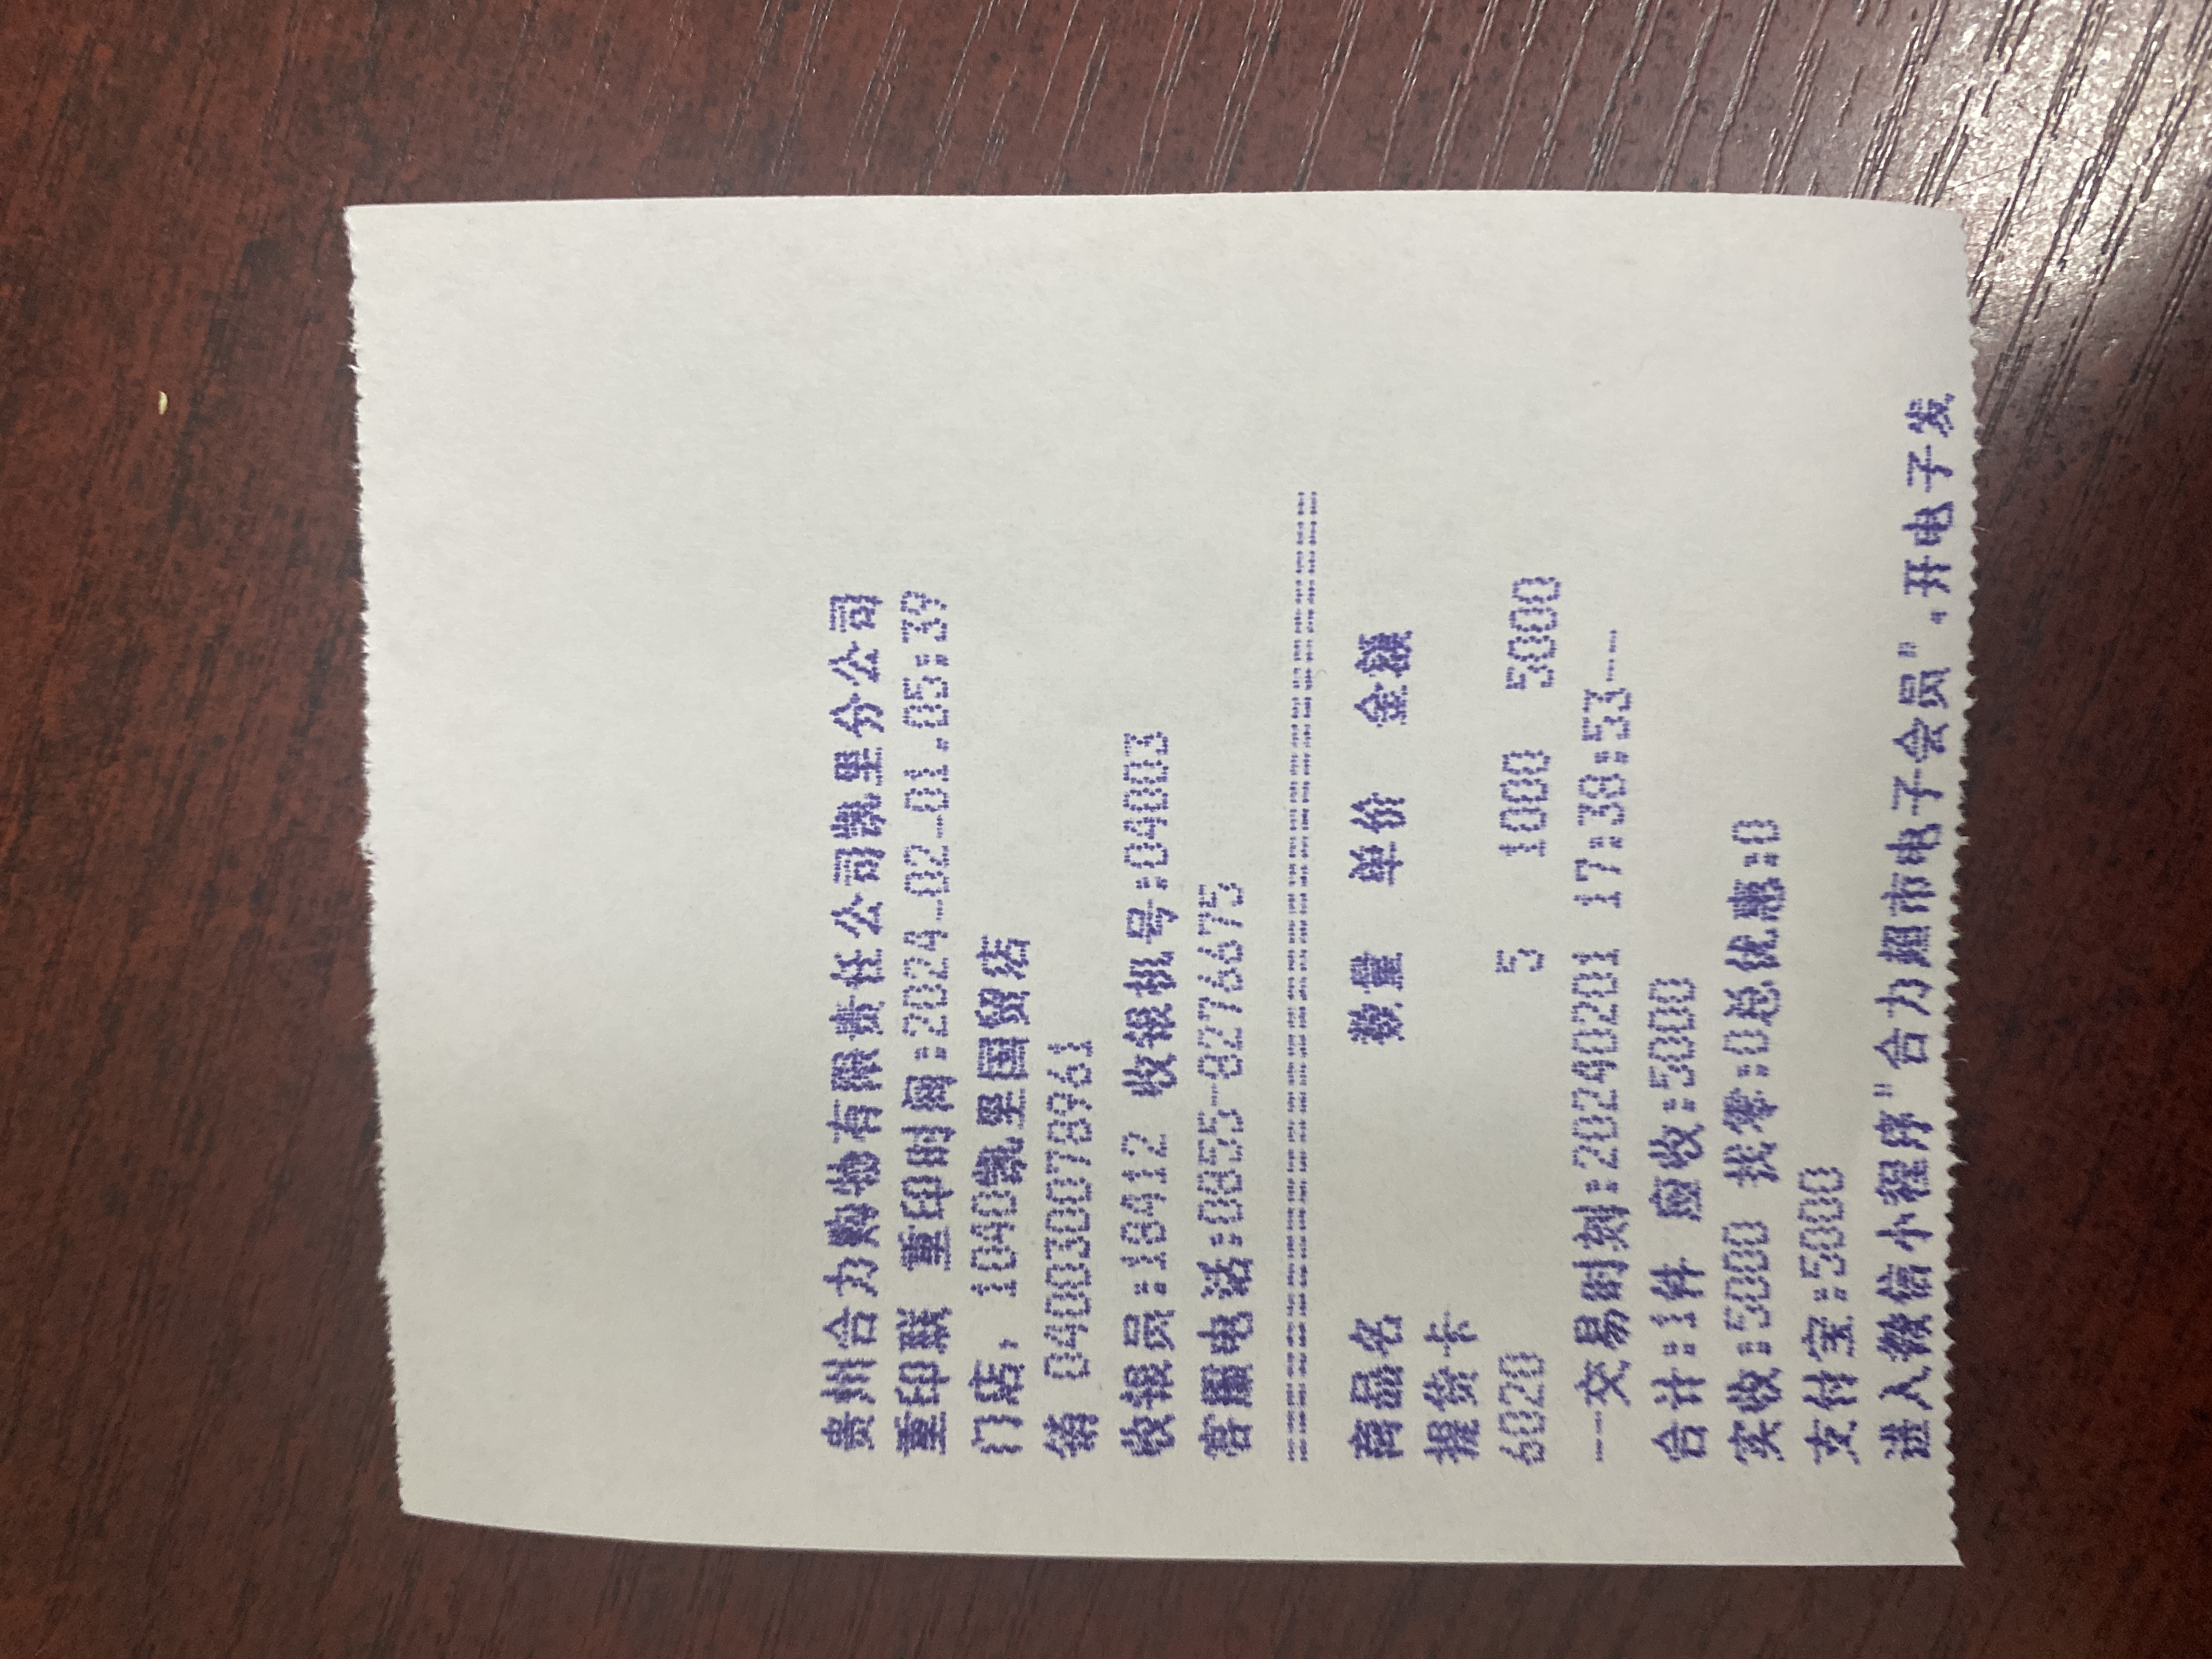 贵州合力购物有限责任公司凯里分公司
重印联 重印时间:2024-02-01.05:39
门店, 1040凯里国贸店
销 0400300778961
收银员:18412 收银机号:04003
客服电话:0855-8276675
================================
商品名 数量 单价 金额
提货卡
6020 5 1000 5000
--交易时刻:20240201 17:38:53---
合计:1件 应收:5000
实收:5000 找零:0总优惠:0
支付宝:5000
进入微信小程序"合力超市电子会员",开电子发